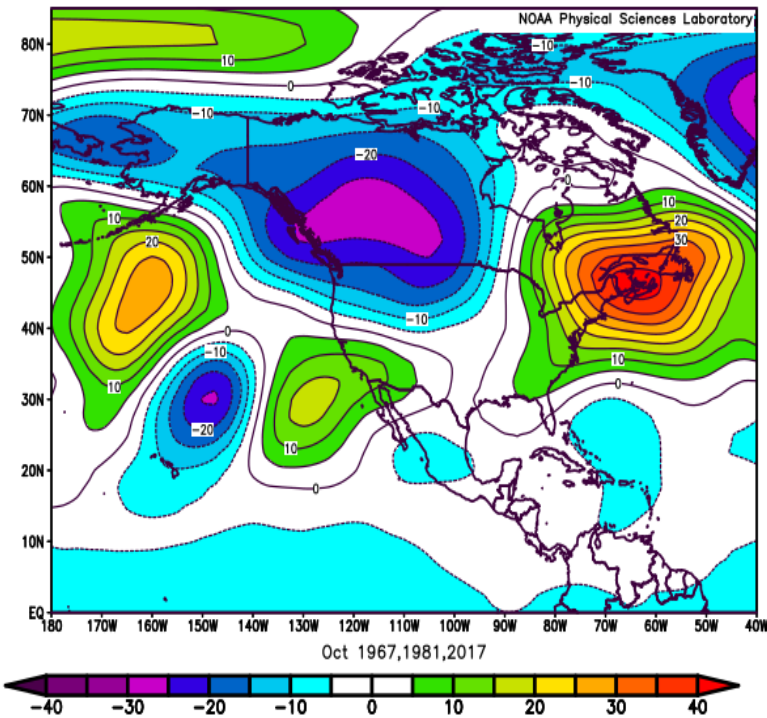 NOAA Physical Sciences Laboratory
80N
-10
10
0
-10
70N
-10
-10
-20
60N
0
10
10
20
20
30
50N
40N
-10
0
-10
10
10
0
30N
-20
10
20N
0
10N
EQ
180 170W 160W 150W 140W 130W 120W 110W 100W 90W 80W 70W 60W 50W 40W
Oct 1967,1981,2017
-40 -30 -20 -10 0 10 20 30 40